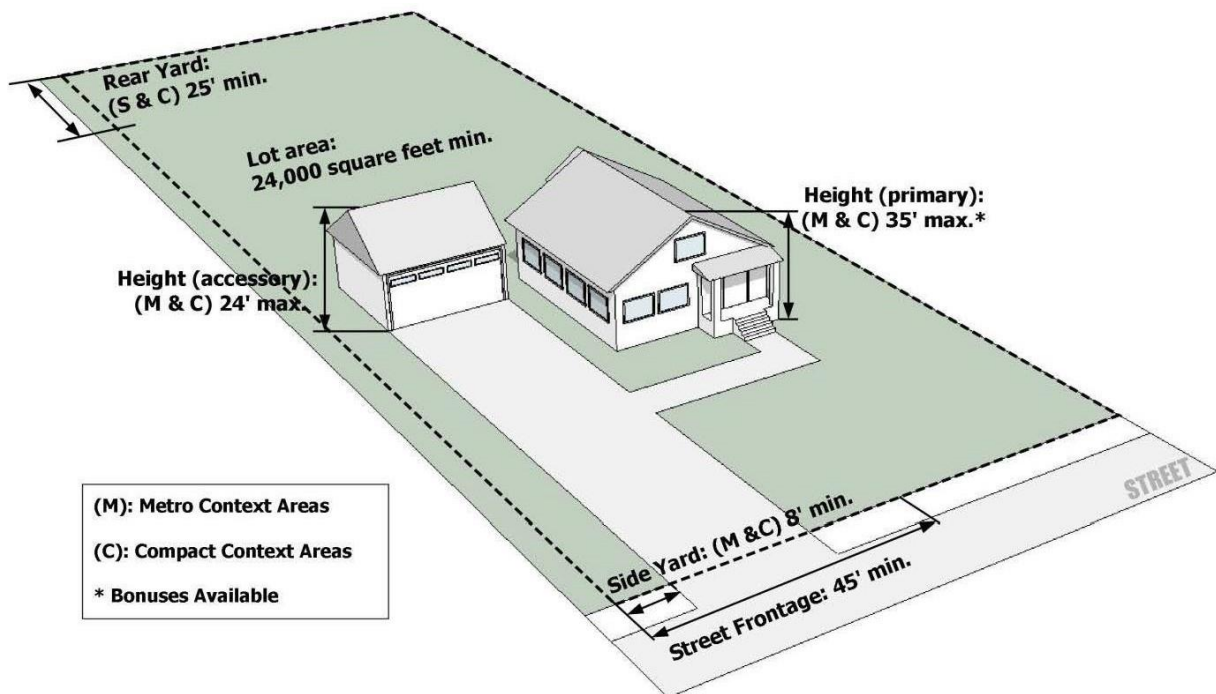 Rear Yard:
(S & C) 25' min.
Lot area:
24,000 square feet min.
Height (primary):
(M & C) 35' max.*
Height (accessory):
(M & C) 24' max.
STREET
Side Yard: (M &C) 8' min.
Street Frontage: 45' min.
(M): Metro Context Areas
(C): Compact Context Areas
* Bonuses Available